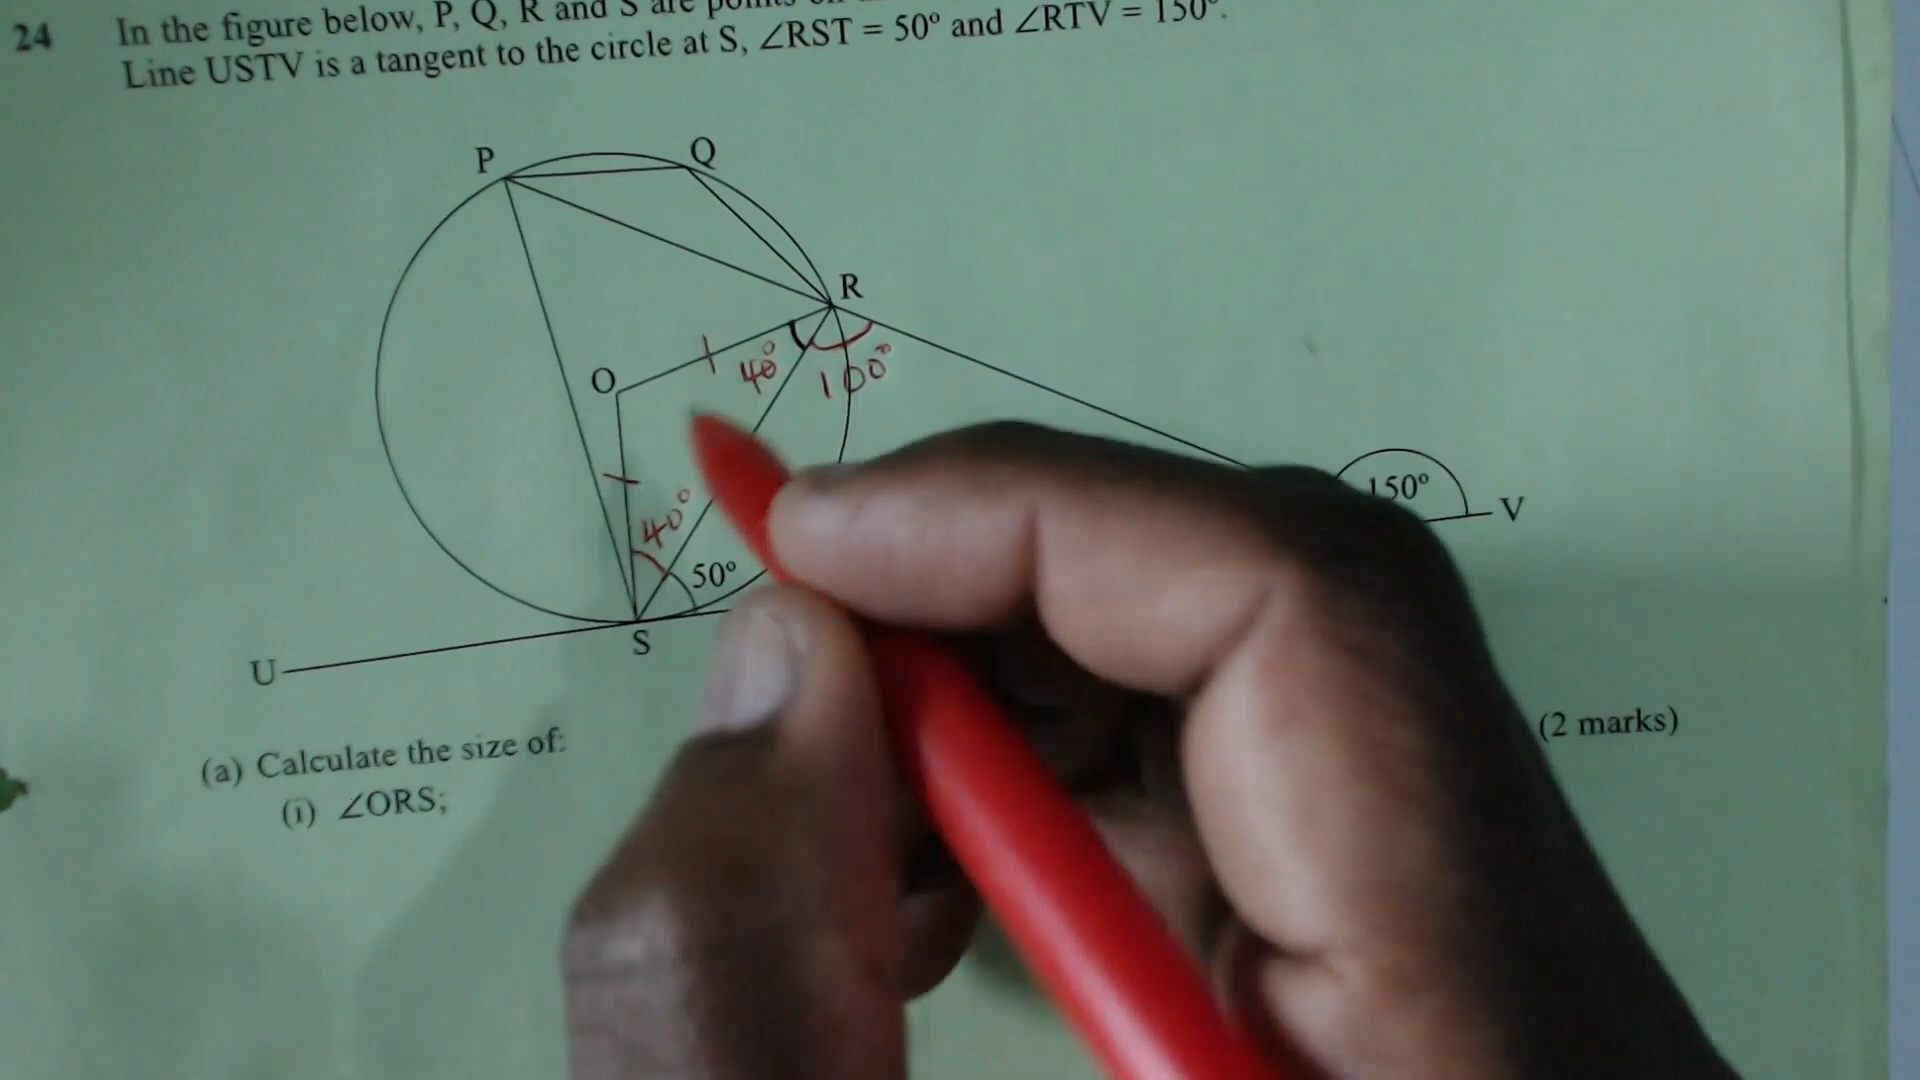 24 In the figure below, P, Q, R and S are points
Line USTV is a tangent to the circle at S, ∠RST = 50° and ∠RTV = 150°.
P
Q
R
O
40°
100°
150°
V
40°
50°
S
U
(2 marks)
(a) Calculate the size of:
(i) ∠ORS;